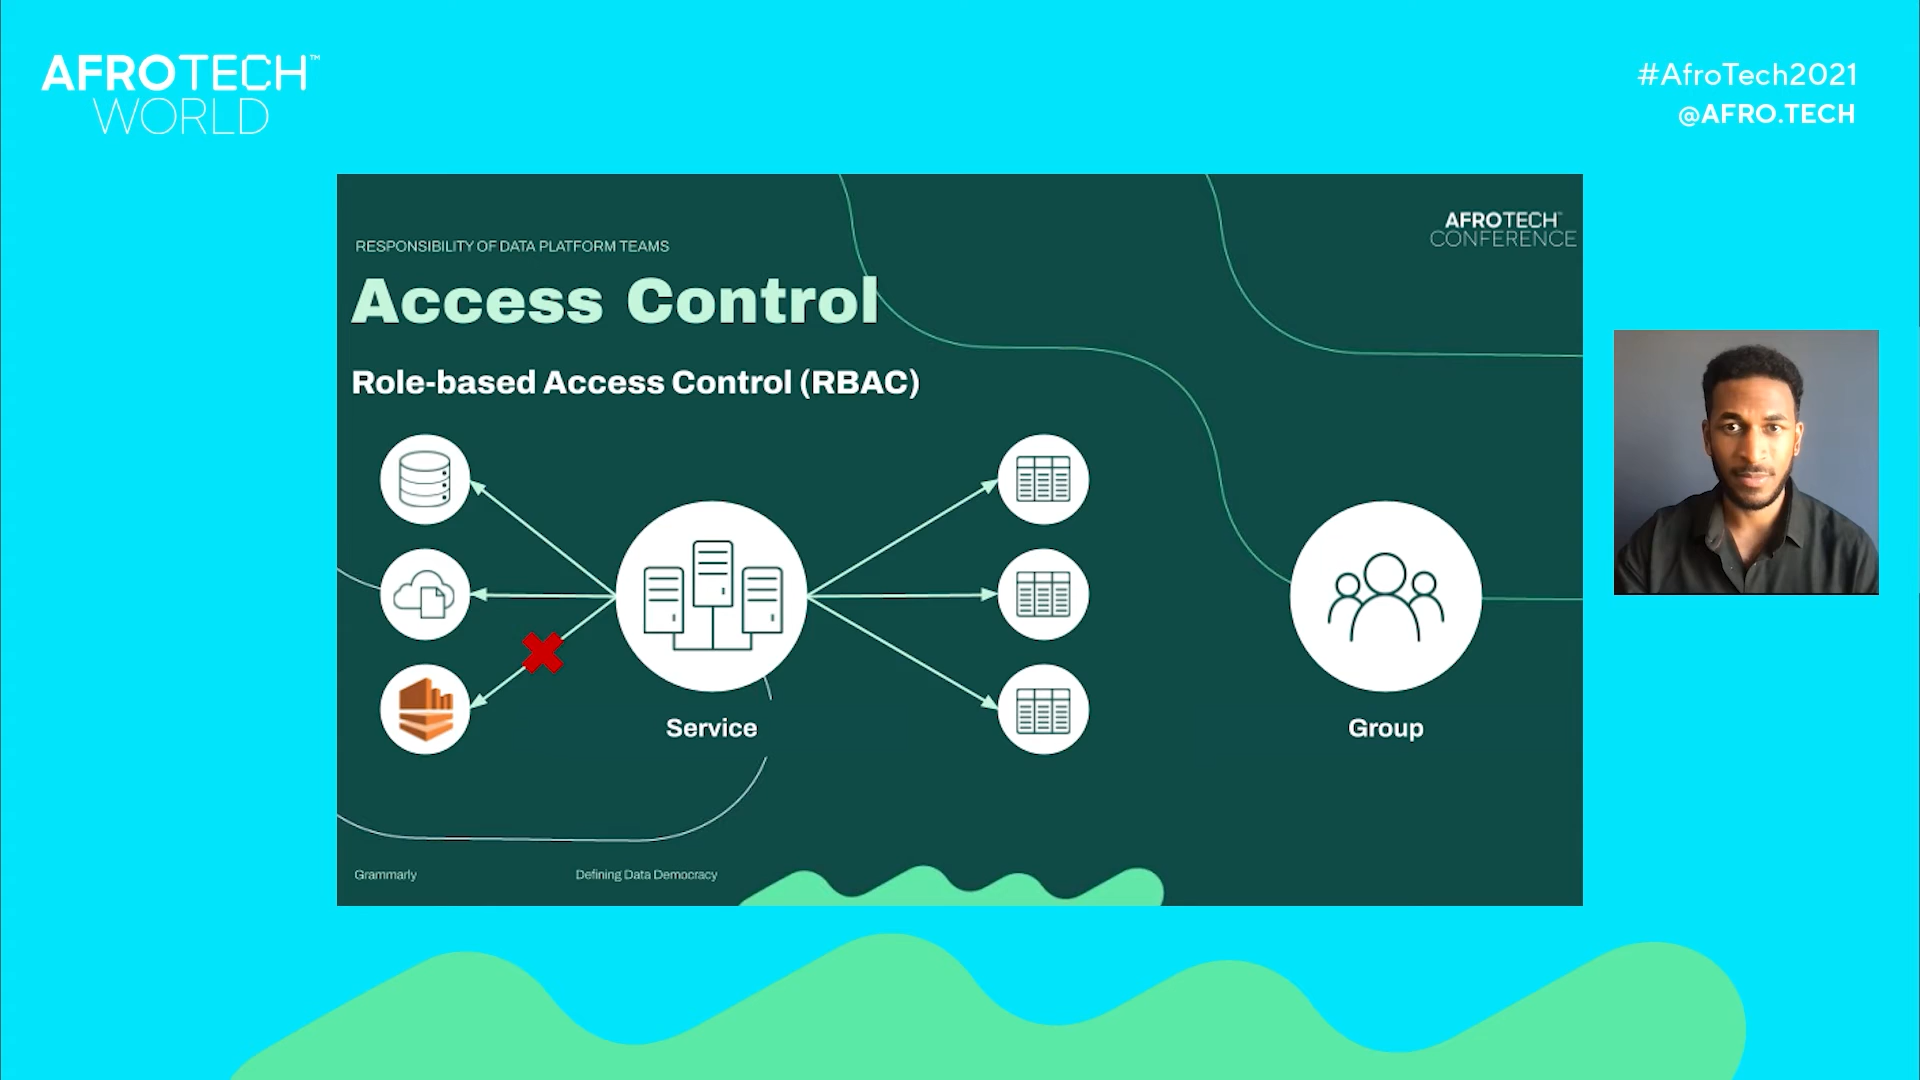 AFROTECH™
WORLD
#AfroTech2021
@AFRO.TECH
AFROTECH™
CONFERENCE
RESPONSIBILITY OF DATA PLATFORM TEAMS
Access Control
Role-based Access Control (RBAC)
Service
Group
Grammarly
Defining Data Democracy